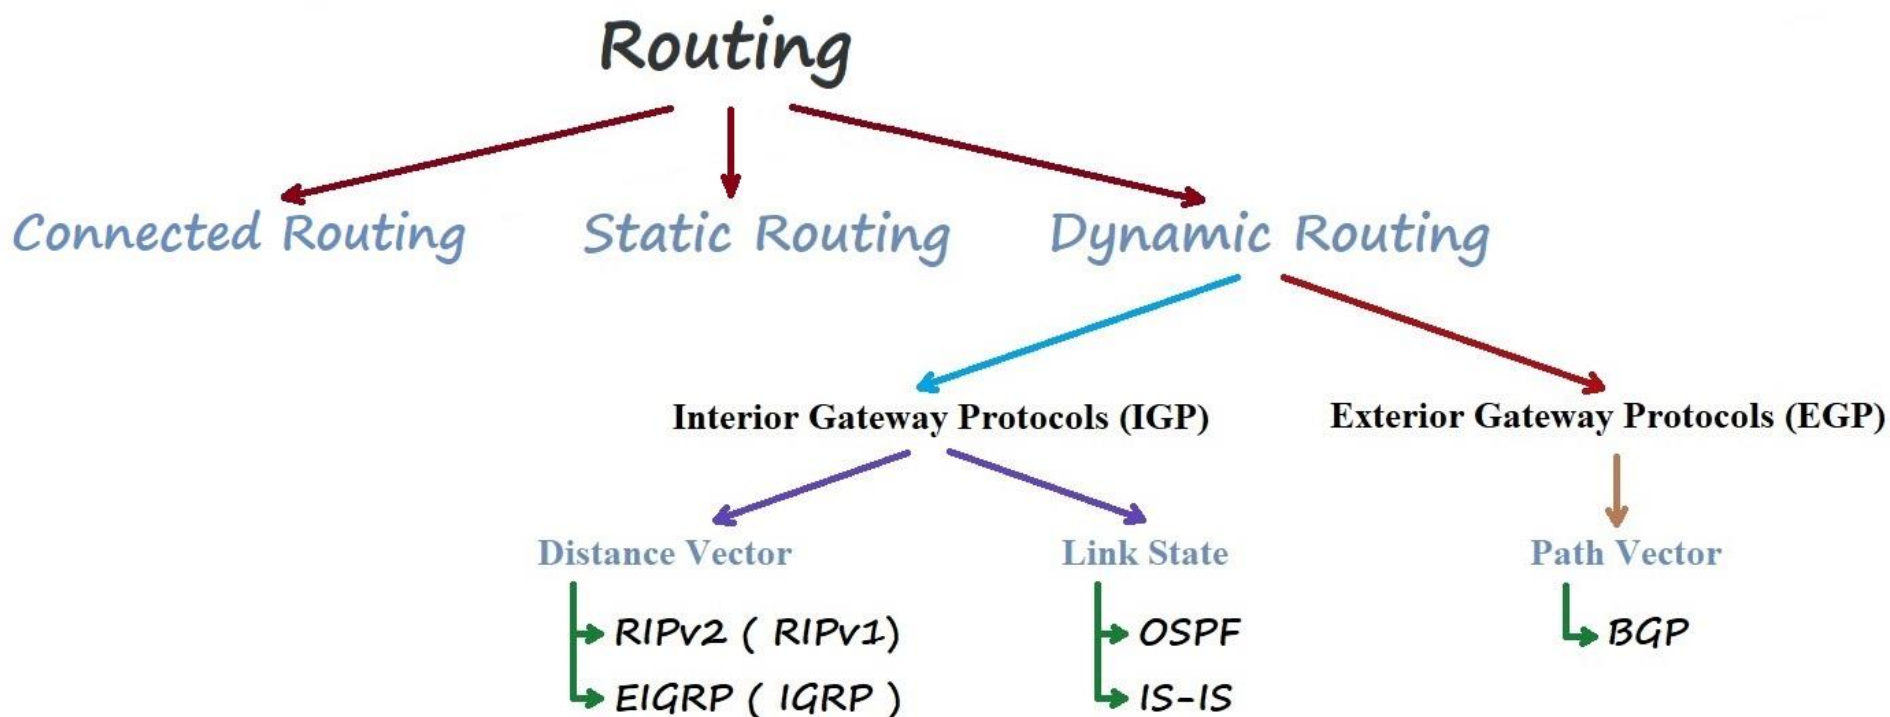 Routing
Connected Routing
Static Routing
Dynamic Routing
Interior Gateway Protocols (IGP)
Exterior Gateway Protocols (EGP)
Distance Vector
Link State
Path Vector
RIPv2 ( RIPv1)
OSPF
BGP
EIGRP ( IGRP )
IS-IS